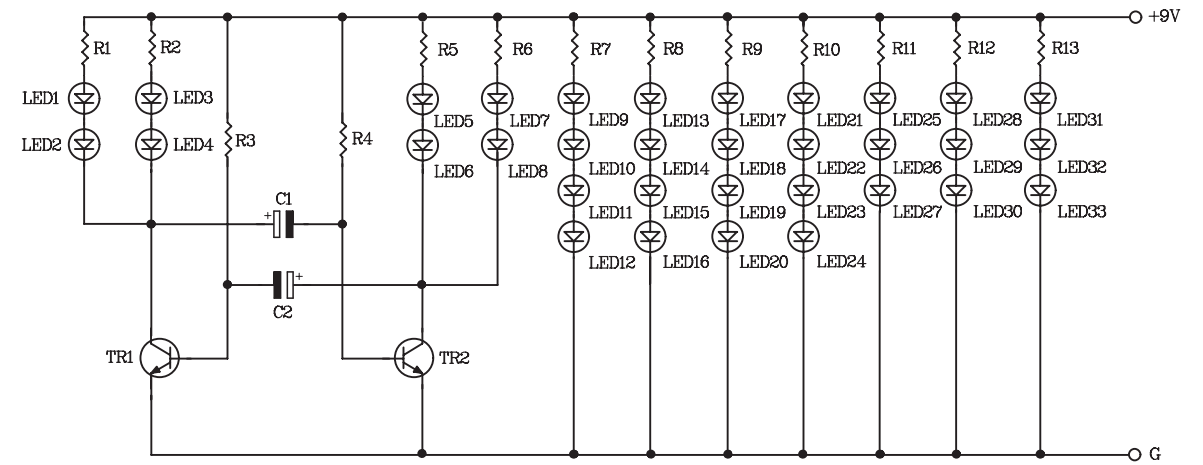 +9V
R1 R2 R5 R6 R7 R8 R9 R10 R11 R12 R13
LED1 LED3
LED5 LED7 LED9 LED13 LED17 LED21 LED25 LED28 LED31
R3 R4
LED2 LED4
LED6 LED8 LED10 LED14 LED18 LED22 LED26 LED29 LED32
C1
+
LED11 LED15 LED19 LED23 LED27 LED30 LED33
LED12 LED16 LED20 LED24
+
C2
TR1 TR2
G